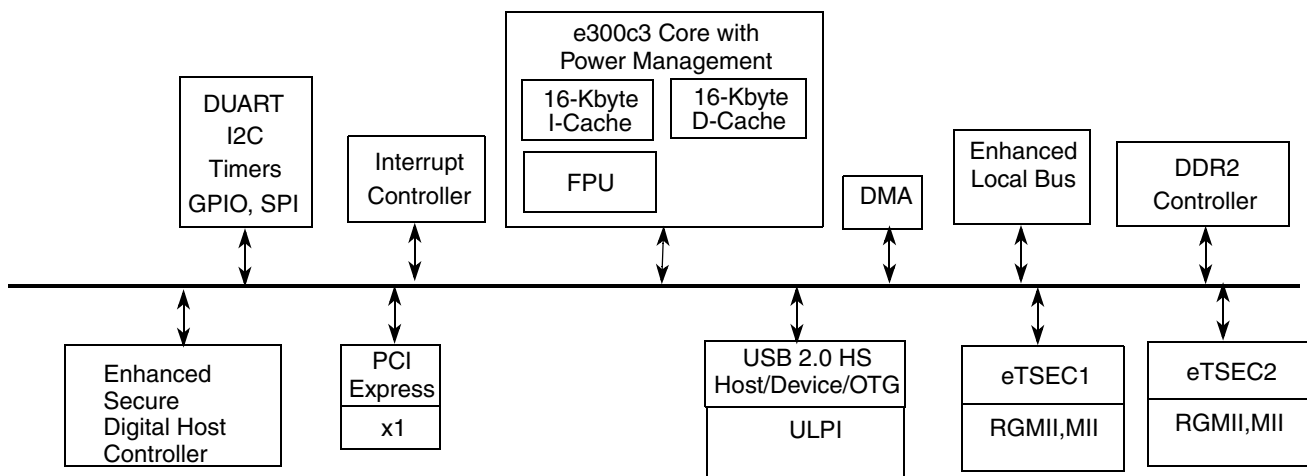 e300c3 Core with
Power Management
16-Kbyte
I-Cache
16-Kbyte
D-Cache
FPU
DUART
I2C
Timers
GPIO, SPI
Interrupt
Controller
DMA
Enhanced
Local Bus
DDR2
Controller
Enhanced
Secure
Digital Host
Controller
PCI
Express
x1
USB 2.0 HS
Host/Device/OTG
ULPI
eTSEC1
RGMII,MII
eTSEC2
RGMII,MII